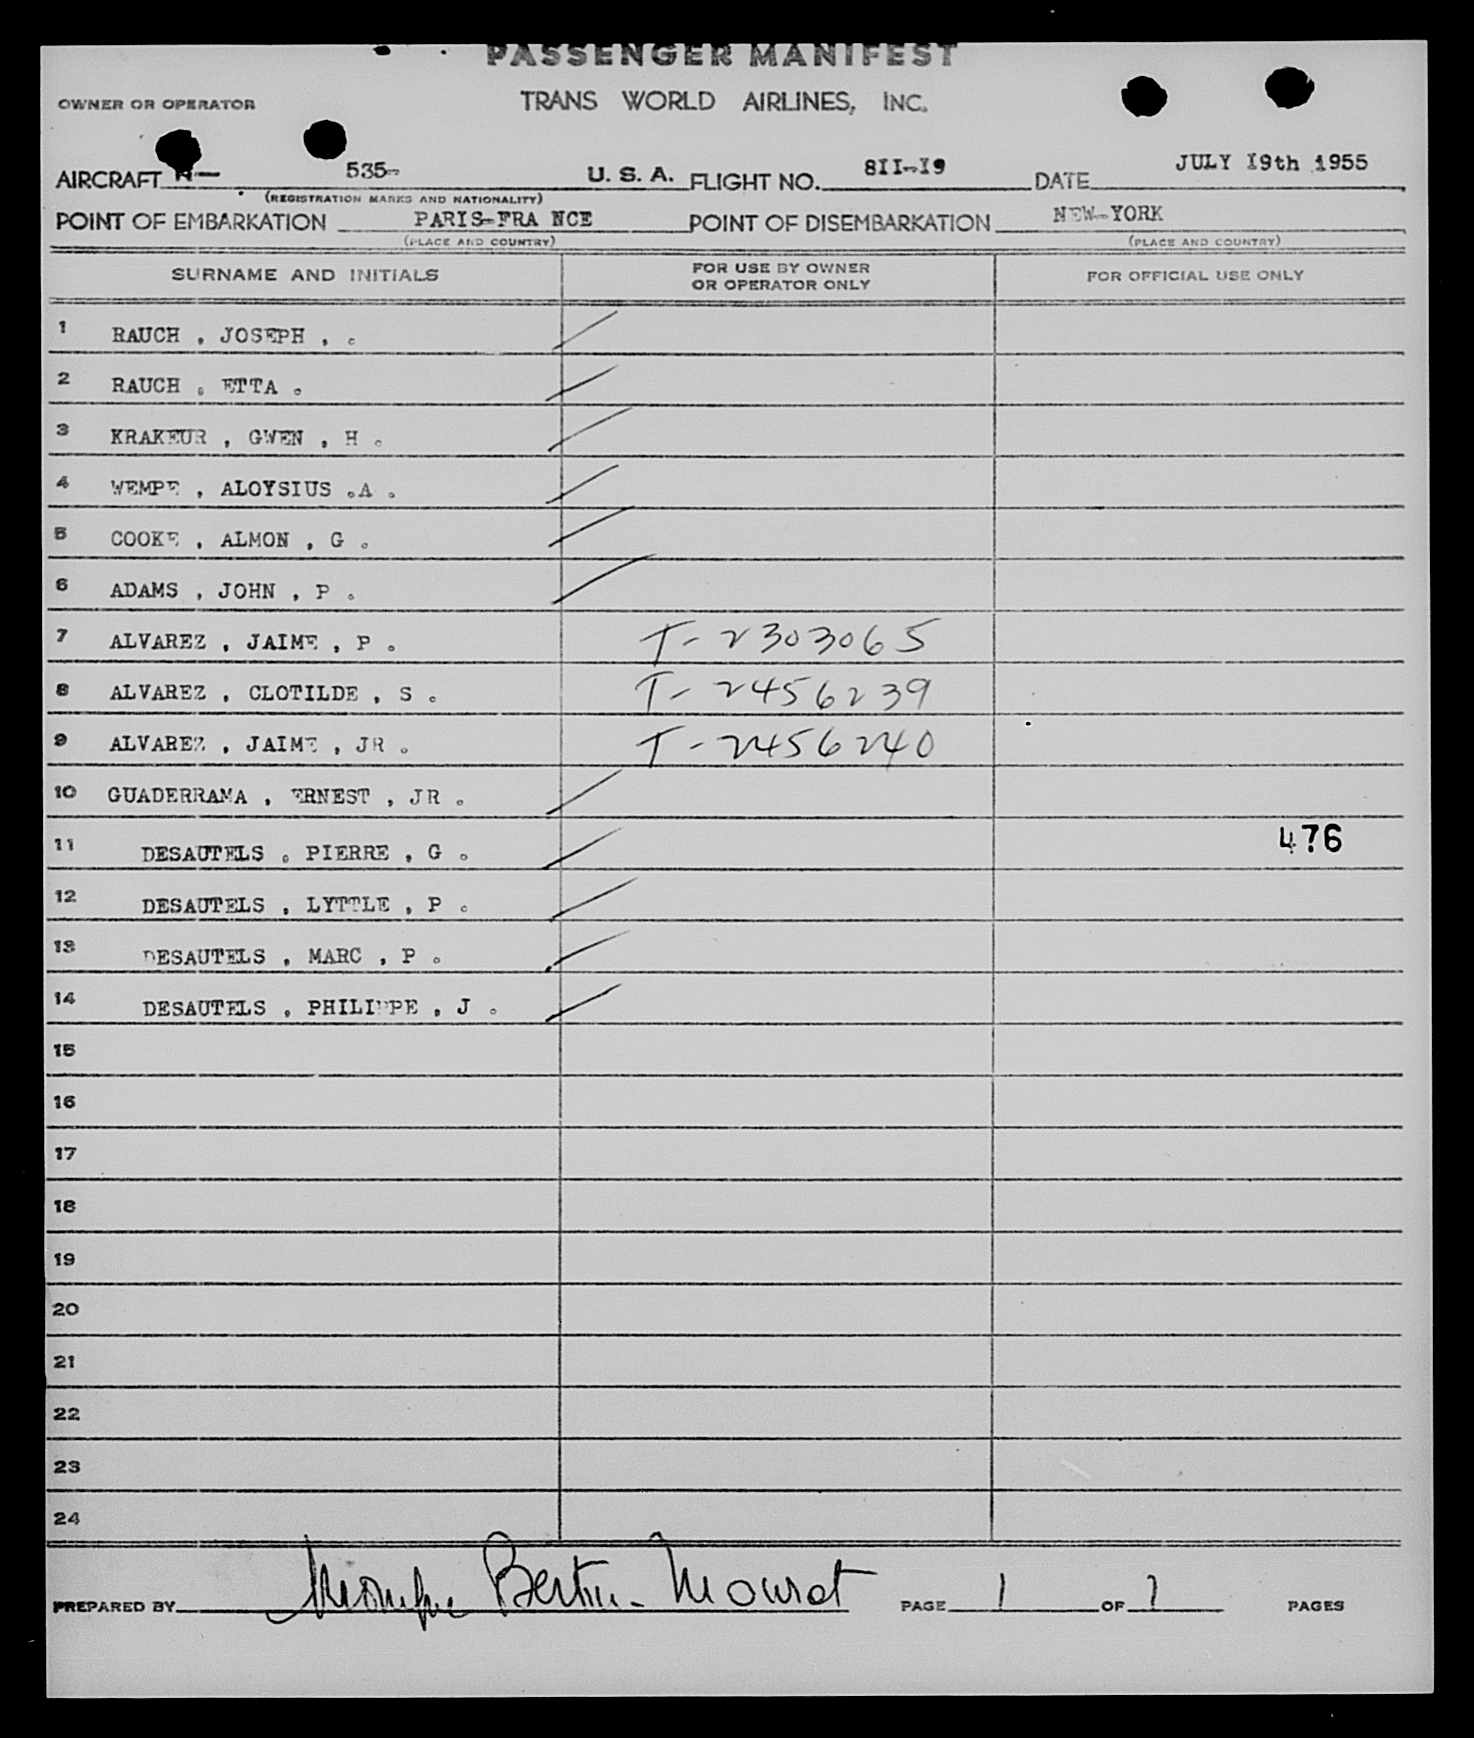 PASSENGER MANIFEST
OWNER OR OPERATOR TRANS WORLD AIRLINES, INC.
AIRCRAFT N— 535- U. S. A. FLIGHT NO. 8II-I9 DATE JULY I9th 1955
(REGISTRATION MARKS AND NATIONALITY)
POINT OF EMBARKATION PARIS-FRA NCE POINT OF DISEMBARKATION NEW-YORK
(PLACE AND COUNTRY) (PLACE AND COUNTRY)
SURNAME AND INITIALS FOR USE BY OWNER OR OPERATOR ONLY FOR OFFICIAL USE ONLY
1 RAUCH , JOSEPH , .
2 RAUCH . ETTA .
3 KRAKEUR , GWEN , H .
4 WEMPE , ALOYSIUS .A .
5 COOKE , ALMON , G .
6 ADAMS , JOHN , P .
7 ALVAREZ , JAIME , P . T-2303065
8 ALVAREZ , CLOTILDE , S . T-2456239
9 ALVAREZ , JAIME , JR . T-2456240
10 GUADERRAMA , ERNEST , JR .
11 DESAUTELS . PIERRE , G . 476
12 DESAUTELS , LYTTLE , P .
13 DESAUTELS , MARC , P .
14 DESAUTELS , PHILIPPE , J .
15
16
17
18
19
20
21
22
23
24
PREPARED BY Monique Bertin-Mourot PAGE 1 OF 1 PAGES